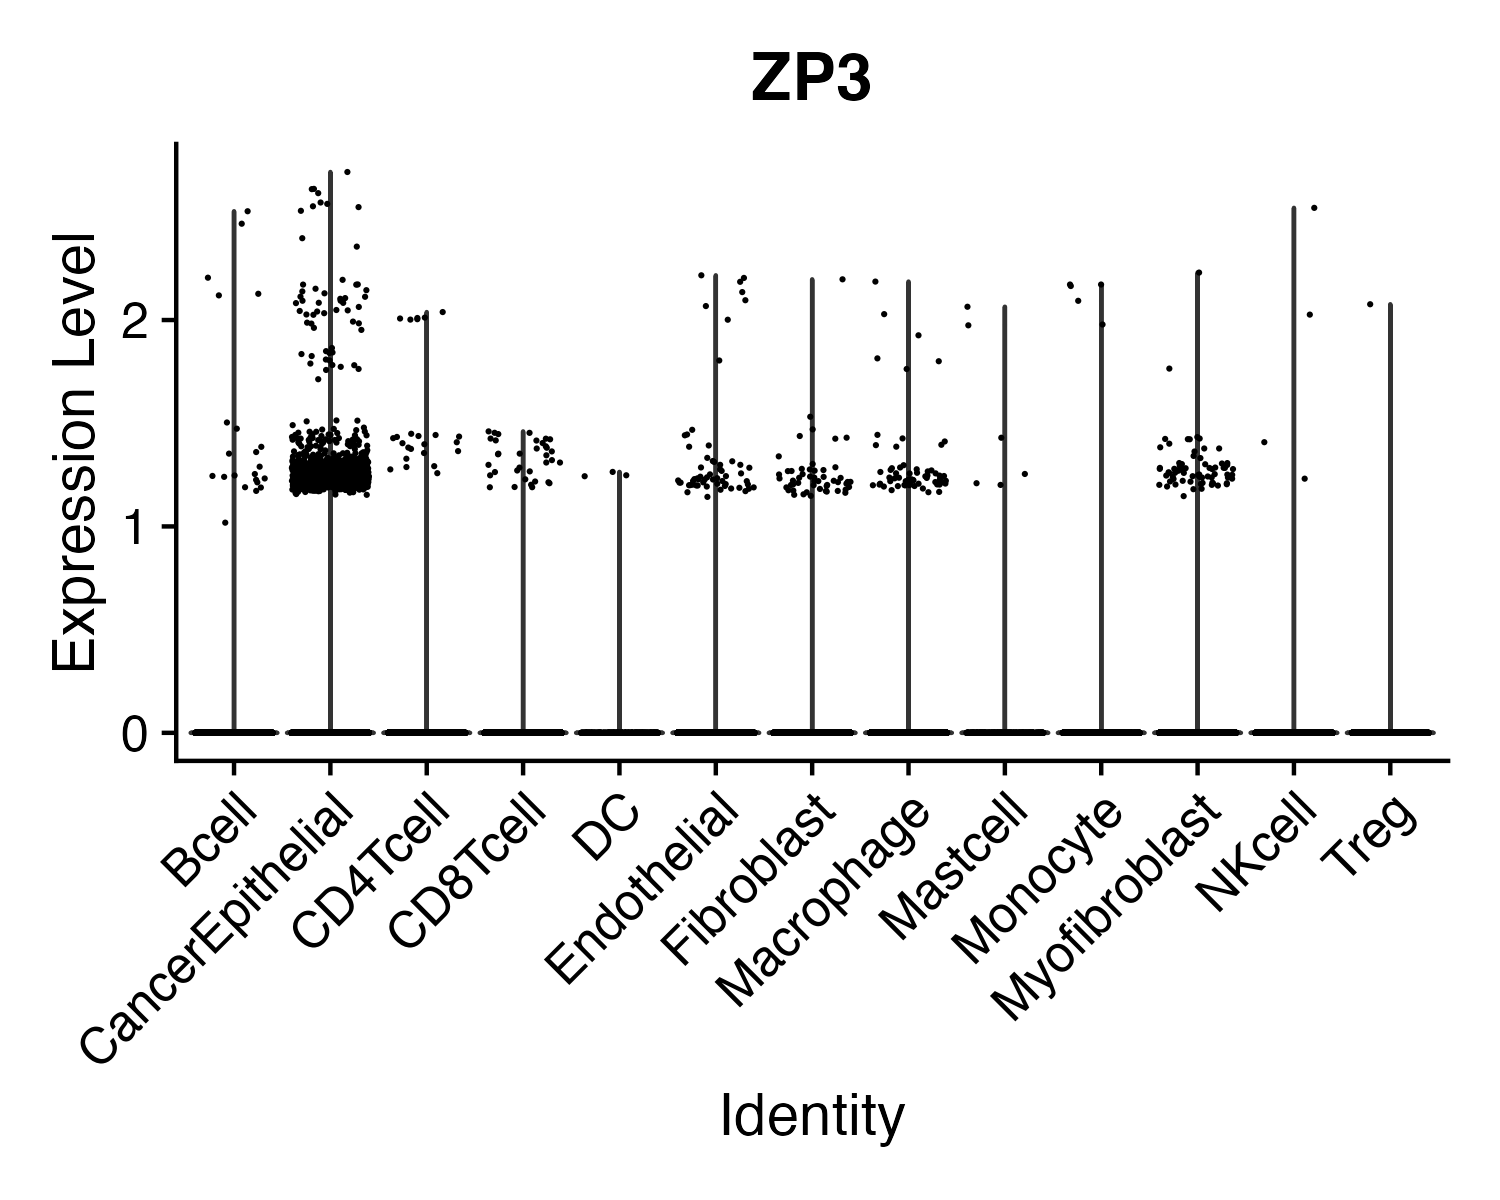 ZP3
Expression Level
2
1
0
Bcell
CancerEpithelial
CD4Tcell
CD8Tcell
DC
Endothelial
Fibroblast
Macrophage
Mastcell
Monocyte
Myofibroblast
NKcell
Treg
Identity